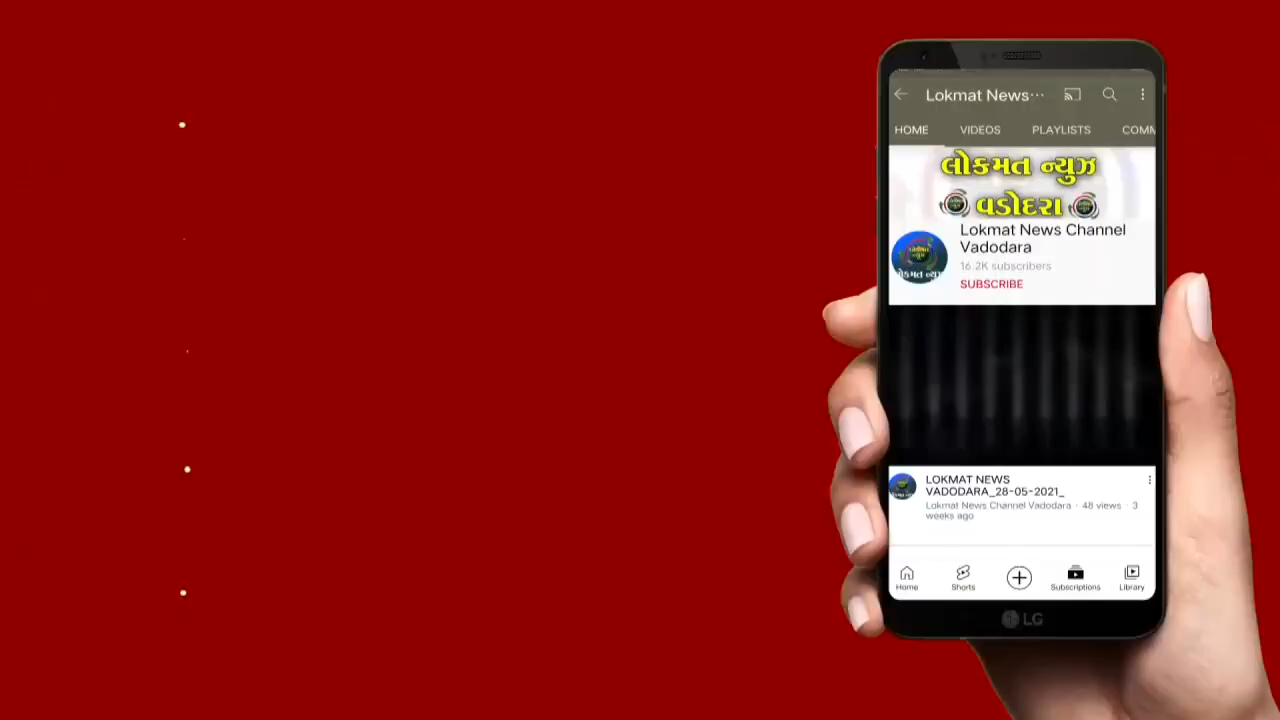 Lokmat News...
HOME VIDEOS PLAYLISTS COMM
લોકમત ન્યુઝ
વડોદરા
Lokmat News Channel
Vadodara
16.2K subscribers
SUBSCRIBE
LOKMAT NEWS
VADODARA_28-05-2021_
Lokmat News Channel Vadodara · 48 views · 3
weeks ago
Home Shorts Subscriptions Library
LG